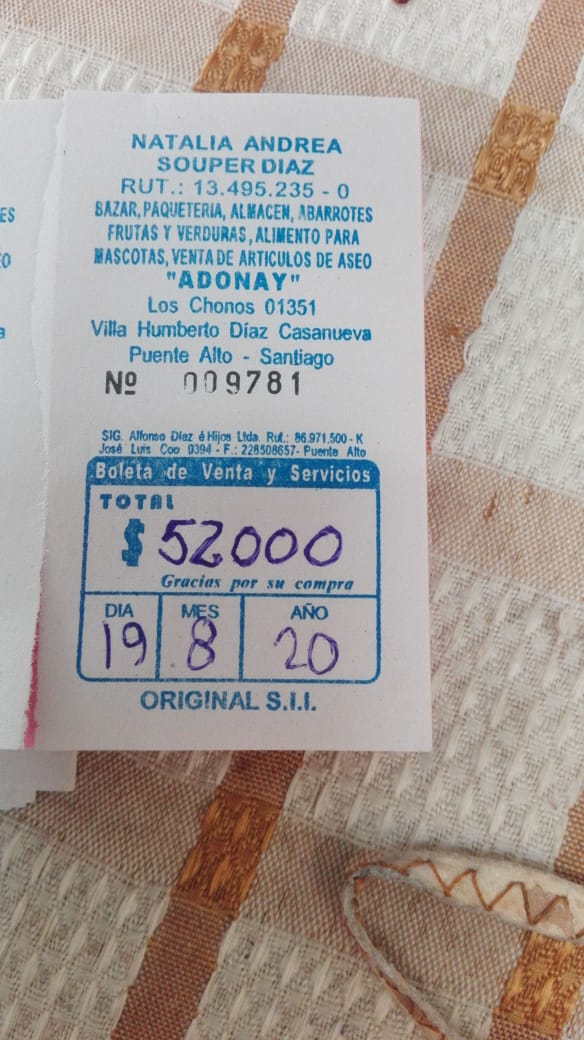 NATALIA ANDREA
SOUPER DIAZ
RUT.: 13.495.235 - 0
BAZAR, PAQUETERIA, ALMACEN, ABARROTES
FRUTAS Y VERDURAS, ALIMENTO PARA
MASCOTAS, VENTA DE ARTICULOS DE ASEO
"ADONAY"
Los Chonos 01351
Villa Humberto Díaz Casanueva
Puente Alto - Santiago
Nº 009781
SIG. Alfonso Díaz é Hijos Ltda. Rut.: 86.971.500 - K
José Luis Coo 0394 - F.: 228508657- Puente Alto
Boleta de Venta y Servicios
TOTAL
$ 52000
Gracias por su compra
DIA MES AÑO
19 8 20
ORIGINAL S.I.I.